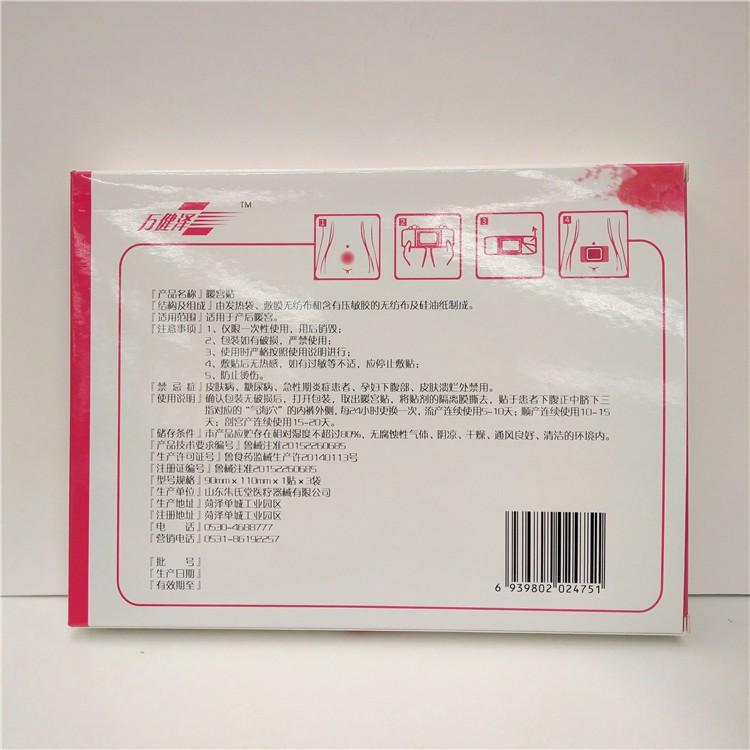 万健泽 TM
1 2 3 4
『产品名称』暖宫贴
『结构及组成』由发热袋、敷膜无纺布和含有压敏胶的无纺布及硅油纸制成。
『适用范围』适用于产后暖宫。
『注意事项』1、仅限一次性使用，用后销毁；
2、包装如有破损，严禁使用；
3、使用时严格按照使用说明进行；
4、敷贴后无热感，如有过敏等不适，应停止敷贴；
5、防止烫伤。
『禁 忌 症』皮肤病、糖尿病、急性期炎症患者、孕妇下腹部、皮肤溃烂处禁用。
『使用说明』确认包装无破损后，打开包装，取出暖宫贴，将贴剂的隔离膜撕去，贴于患者下腹正中脐下三
指对应的“气海穴”的内裤外侧，每24小时更换一次，流产连续使用5-10天；顺产连续使用10-15
天；剖宫产连续使用15-20天。
『储存条件』本产品应贮存在相对湿度不超过80%，无腐蚀性气体、阴凉、干燥、通风良好、清洁的环境内。
『产品技术要求编号』鲁械注准20152260685
『生产许可证号』鲁食药监械生产许20140113号
『注册证编号』鲁械注准20152260685
『型号规格』90mm×110mm×1贴×3袋
『生产单位』山东朱氏堂医疗器械有限公司
『生产地址』菏泽单城工业园区
『注册地址』菏泽单城工业园区
『电 话』0530-4688777
『营销电话』0531-86192257
『批 号』
『生产日期』
『有效期至』
6 939802 024751